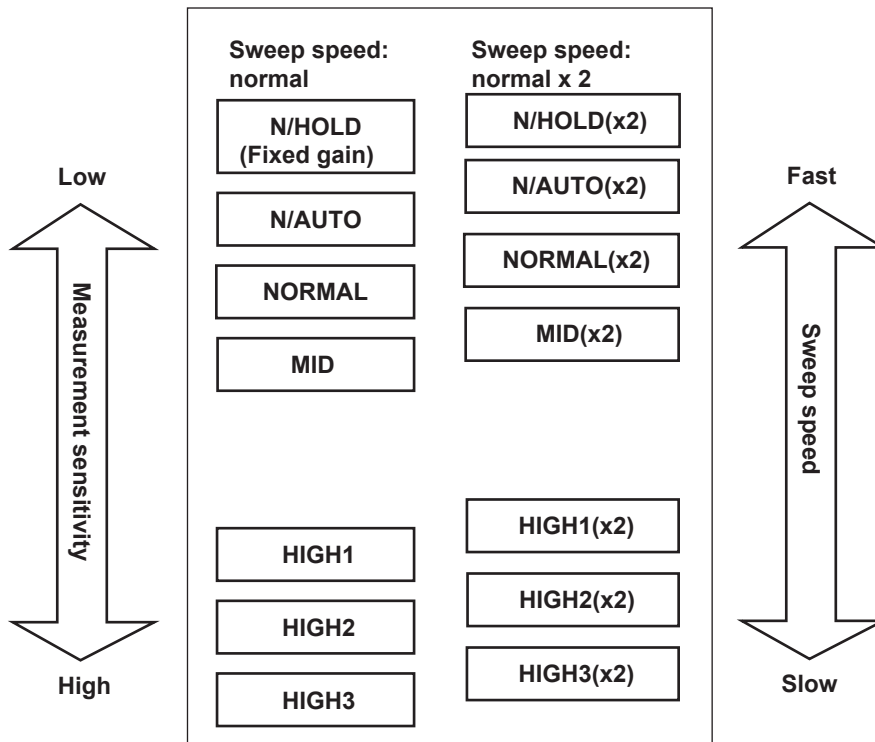 Sweep speed:
normal
Sweep speed:
normal x 2
N/HOLD
(Fixed gain)
N/HOLD(x2)
Low
N/AUTO(x2)
Fast
N/AUTO
NORMAL(x2)
NORMAL
MID(x2)
MID
Measurement sensitivity
Sweep speed
HIGH1(x2)
HIGH1
HIGH2(x2)
HIGH2
HIGH3(x2)
High
Slow
HIGH3